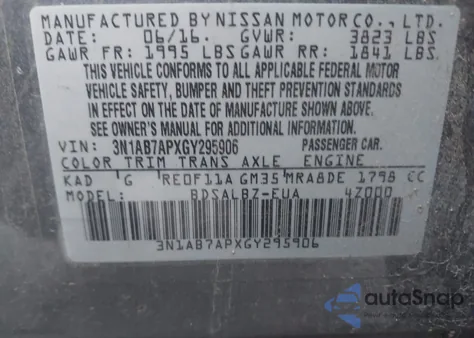 MANUFACTURED BY NISSAN MOTOR CO., LTD.
DATE: 06/16. GVWR: 3823 LBS
GAWR FR: 1995 LBS GAWR RR: 1841 LBS
THIS VEHICLE CONFORMS TO ALL APPLICABLE FEDERAL MOTOR
VEHICLE SAFETY, BUMPER AND THEFT PREVENTION STANDARDS
IN EFFECT ON THE DATE OF MANUFACTURE SHOWN ABOVE.
SEE OWNER'S MANUAL FOR ADDITIONAL INFORMATION
VIN: 3N1AB7APXGY295906 PASSENGER CAR.
COLOR TRIM TRANS AXLE ENGINE
KAD G RE0F11A GM35 MRA8DE 1798 CC
MODEL: BDSALBZ-EUA 4Z000
3N1AB7APXGY295906
autoSnap